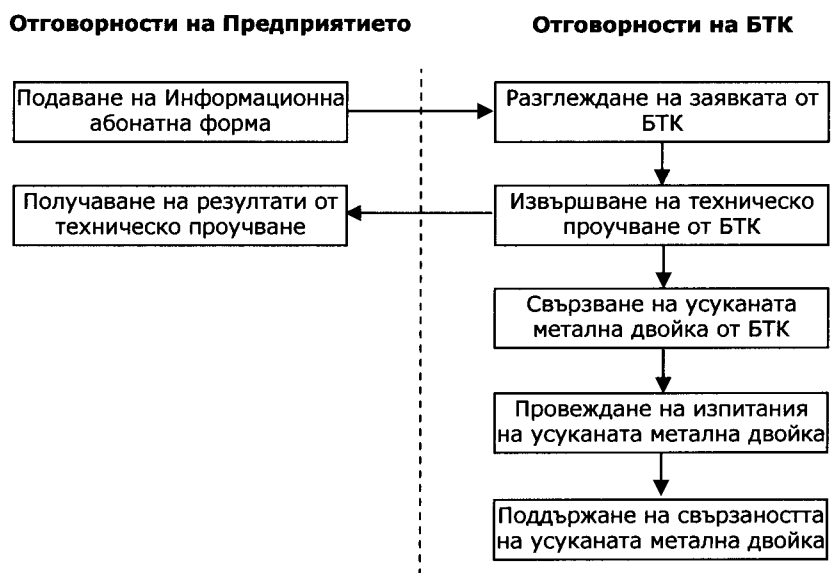 Отговорности на Предприятието
Отговорности на БТК
Подаване на Информационна
абонатна форма
Разглеждане на заявката от
БТК
Получаване на резултати от
техническо проучване
Извършване на техническо
проучване от БТК
Свързване на усуканата
метална двойка от БТК
Провеждане на изпитания
на усуканата метална двойка
Поддържане на свързаността
на усуканата метална двойка